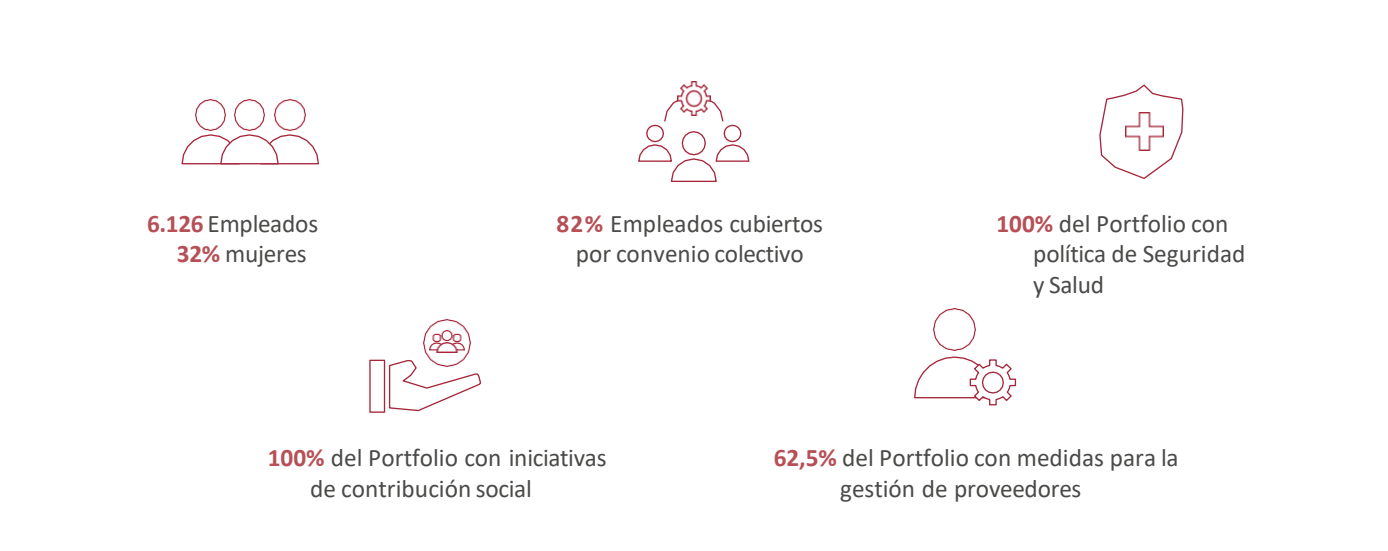 6.126 Empleados
32% mujeres
82% Empleados cubiertos
por convenio colectivo
100% del Portfolio con
política de Seguridad
y Salud
100% del Portfolio con iniciativas
de contribución social
62,5% del Portfolio con medidas para la
gestión de proveedores